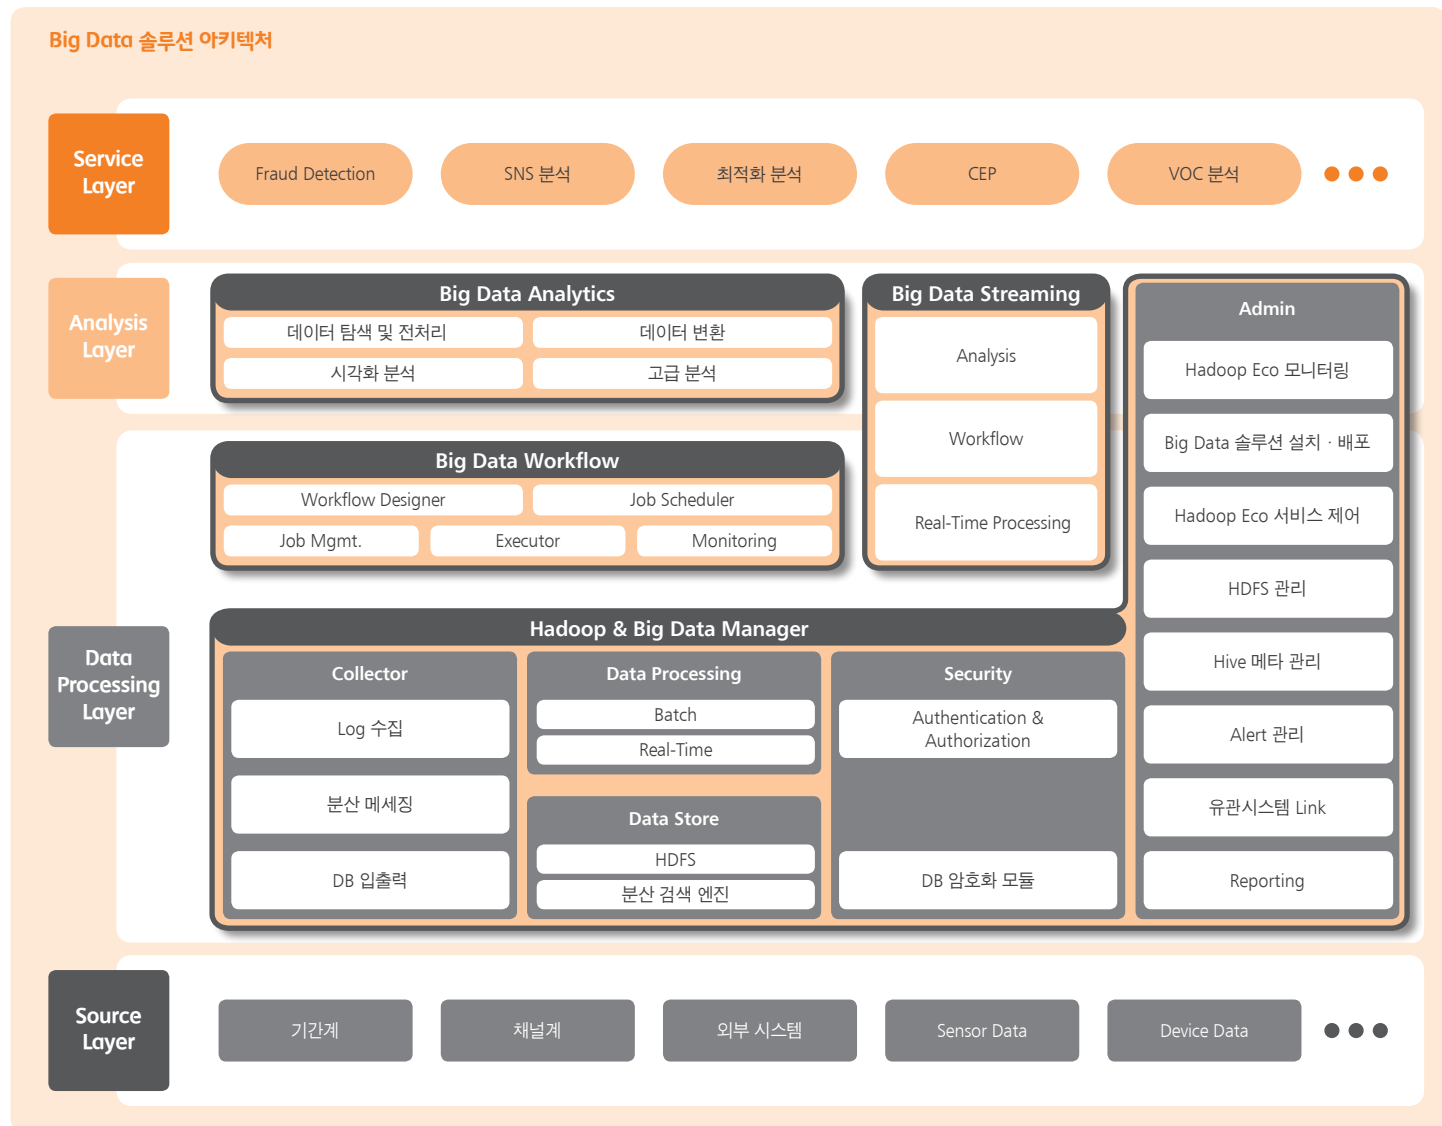 Big Data 솔루션 아키텍처
Service
Layer
Fraud Detection
SNS 분석
최적화 분석
CEP
VOC 분석
Analysis
Layer
Big Data Analytics
데이터 탐색 및 전처리
데이터 변환
시각화 분석
고급 분석
Big Data Streaming
Analysis
Workflow
Real-Time Processing
Admin
Hadoop Eco 모니터링
Big Data 솔루션 설치 · 배포
Hadoop Eco 서비스 제어
HDFS 관리
Hive 메타 관리
Alert 관리
유관시스템 Link
Reporting
Data
Processing
Layer
Big Data Workflow
Workflow Designer
Job Scheduler
Job Mgmt.
Executor
Monitoring
Hadoop & Big Data Manager
Collector
Log 수집
분산 메세징
DB 입출력
Data Processing
Batch
Real-Time
Data Store
HDFS
분산 검색 엔진
Security
Authentication &
Authorization
DB 암호화 모듈
Source
Layer
기간계
채널계
외부 시스템
Sensor Data
Device Data